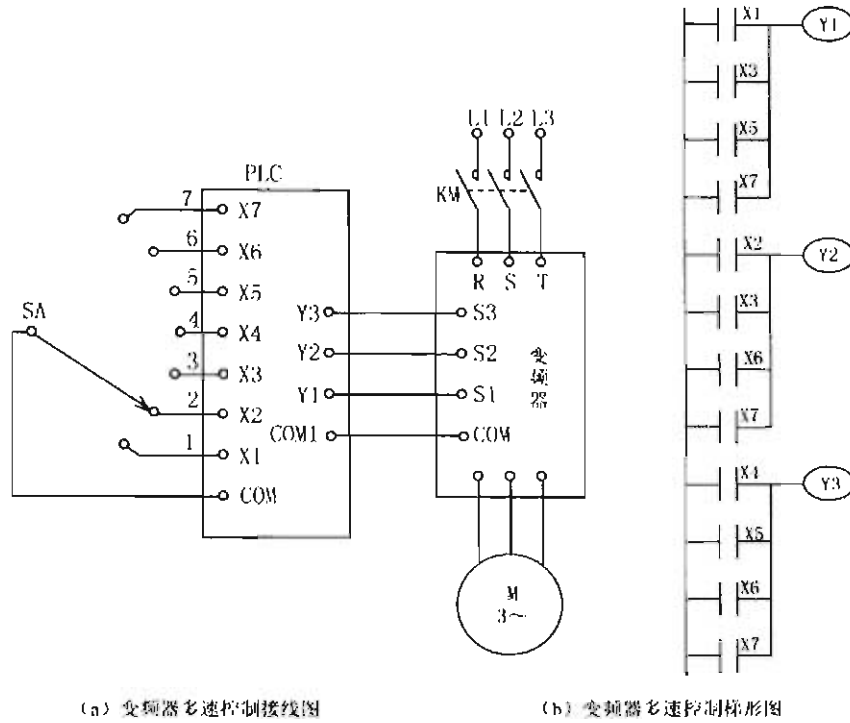 PLC
7 X7
6 X6
5 X5
4 X4
3 X3
2 X2
1 X1
COM
SA
Y3
Y2
Y1
COM1
L1 L2 L3
KM
R S T
S3
S2
S1
COM
变频器
M
3～
X1 Y1
X3
X5
X7
X2 Y2
X3
X6
X7
X4 Y3
X5
X6
X7
(a) 变频器多速控制接线图
(b) 变频器多速控制梯形图